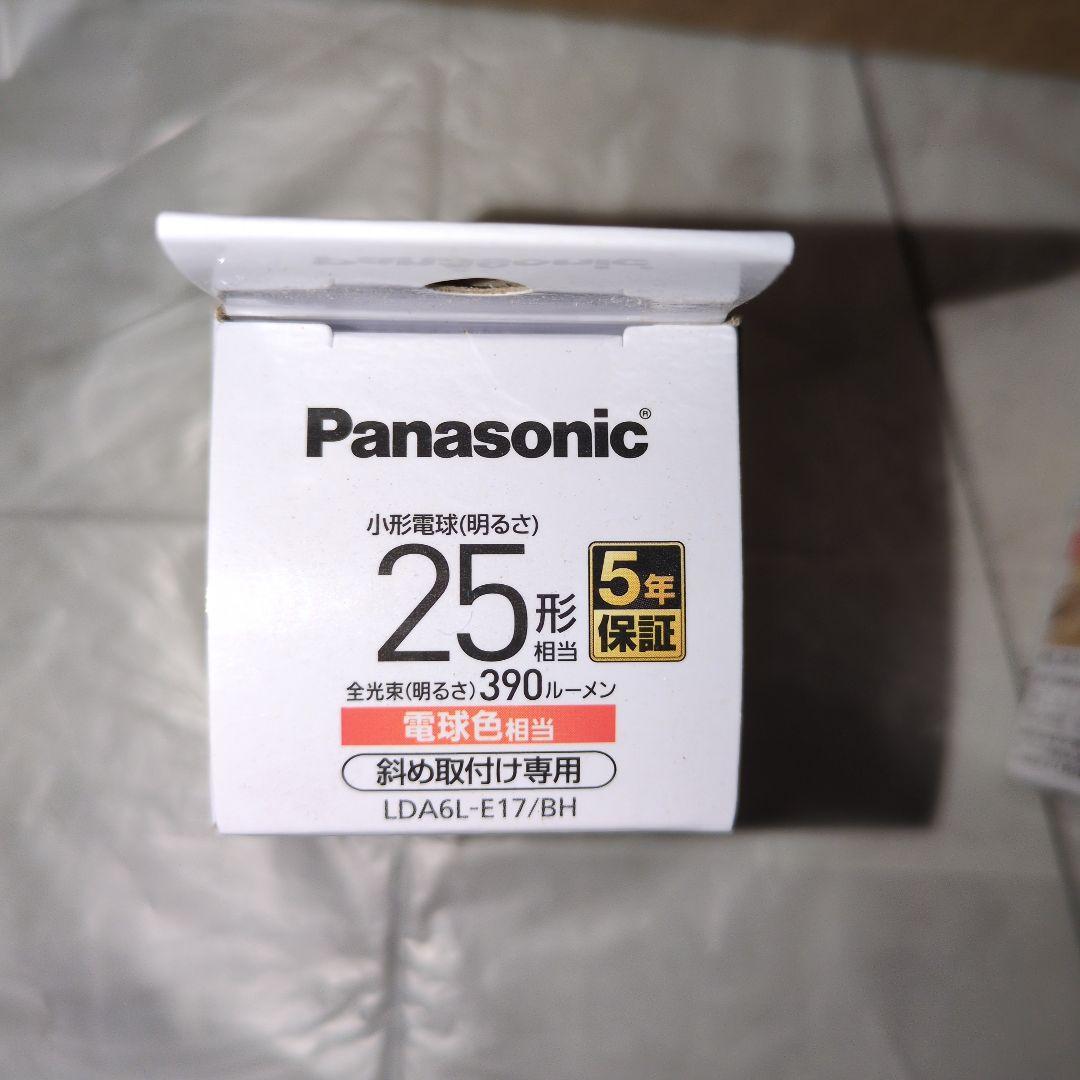 Panasonic
Panasonic®
小形電球(明るさ)
25形
相当
5年
保証
全光束(明るさ)390ルーメン
電球色相当
斜め取付け専用
LDA6L-E17/BH